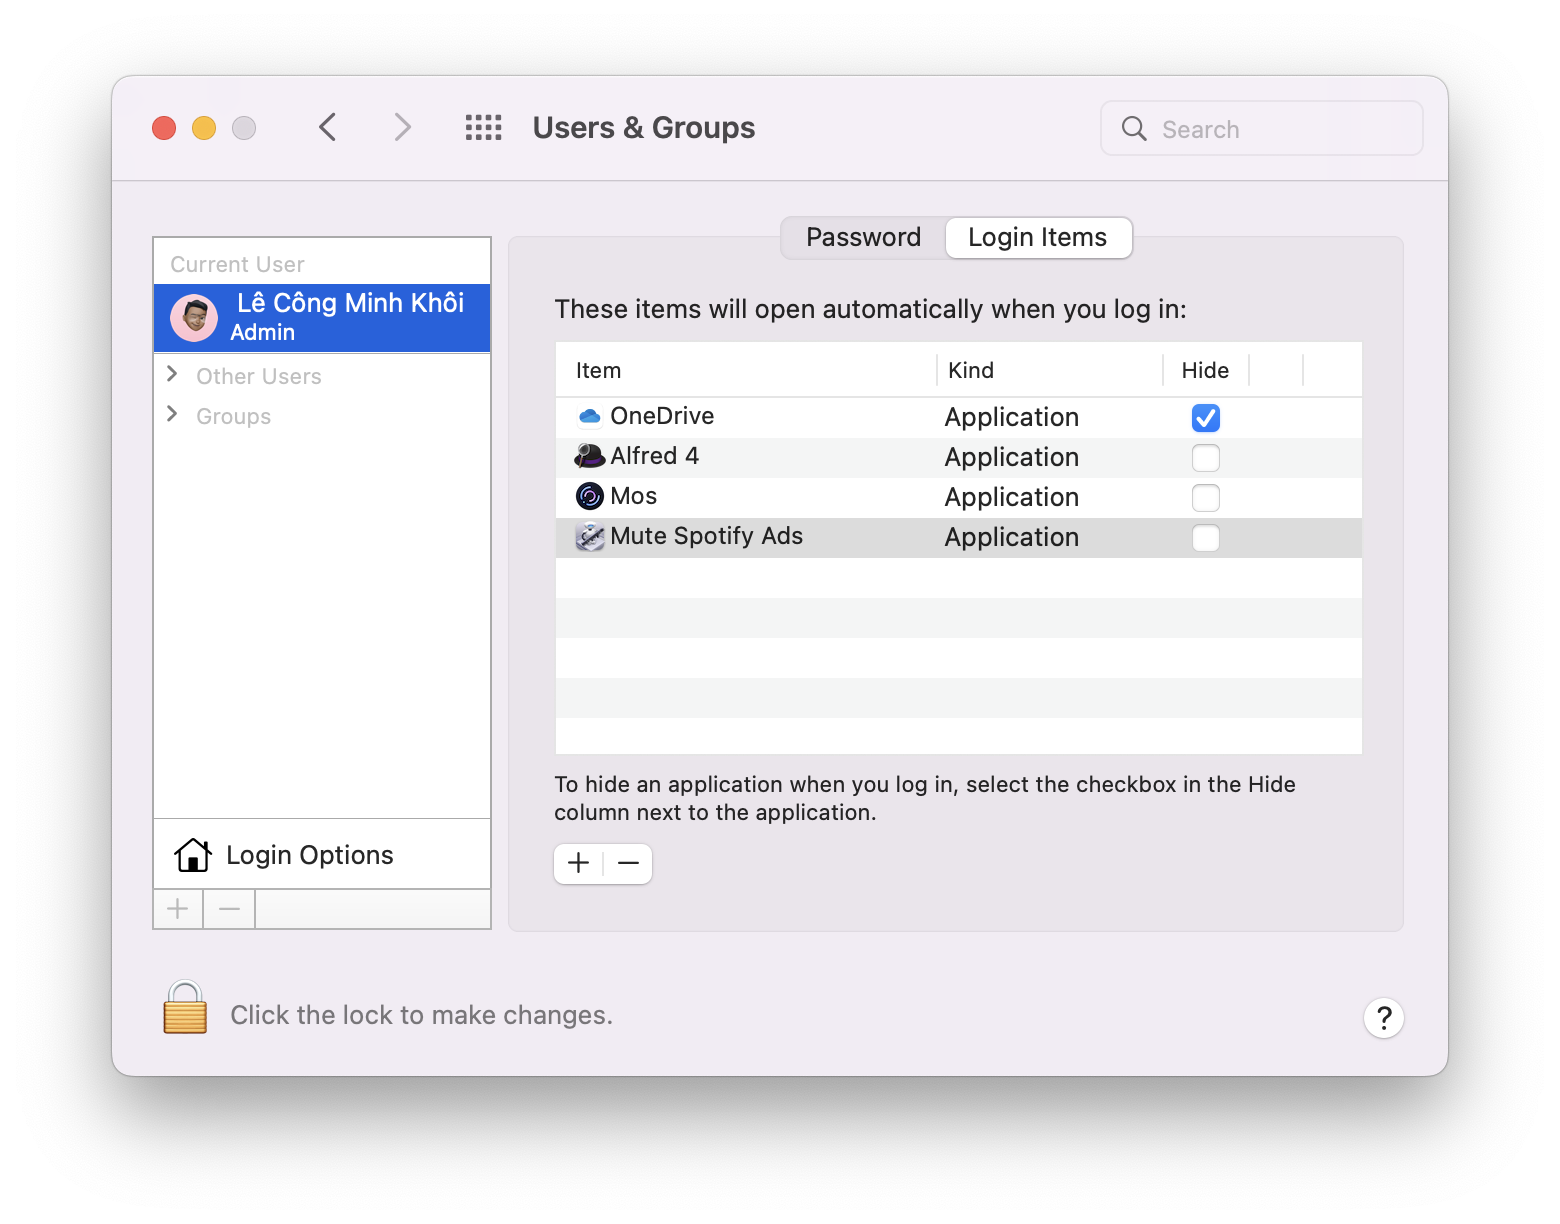 Users & Groups
Search
Current User
Lê Công Minh Khôi
Admin
Other Users
Groups
Login Options
Password
Login Items
These items will open automatically when you log in:
Item Kind Hide
OneDrive Application
Alfred 4 Application
Mos Application
Mute Spotify Ads Application
To hide an application when you log in, select the checkbox in the Hide
column next to the application.
Click the lock to make changes.
?